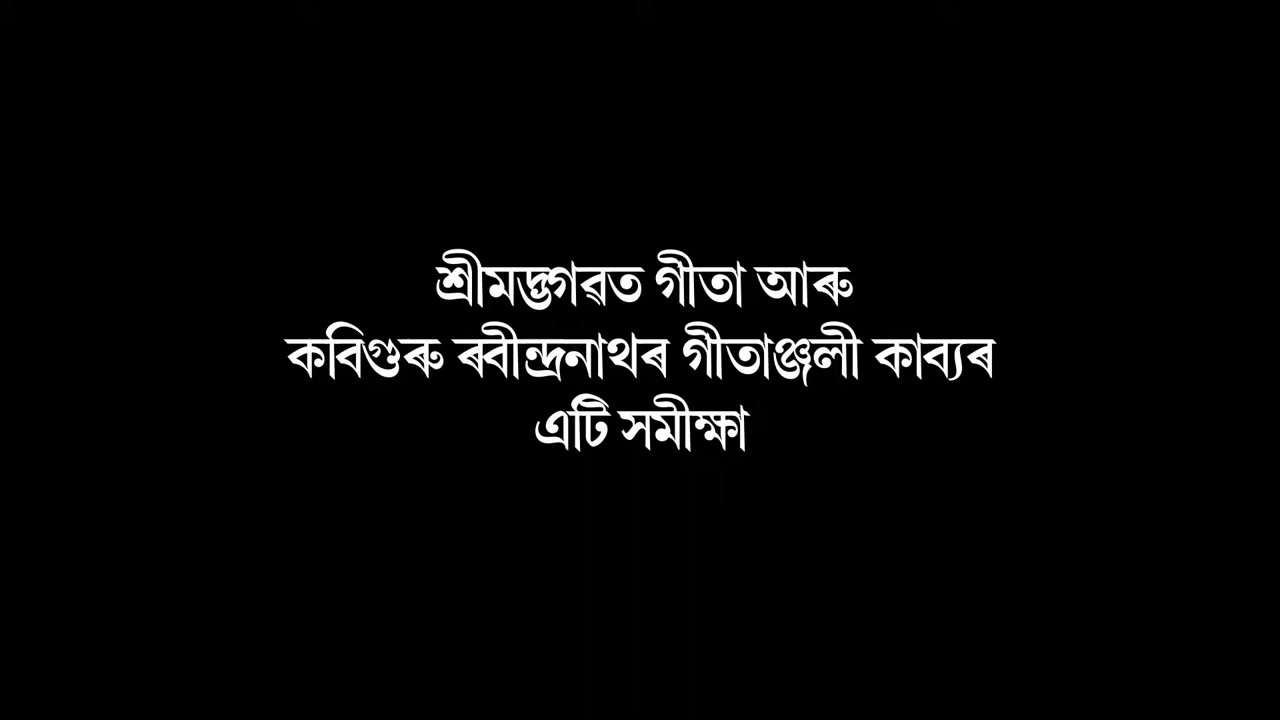 শ্ৰীমদ্ভগৱত গীতা আৰু
কবিগুৰু ৰবীন্দ্ৰনাথৰ গীতাঞ্জলী কাব্যৰ
এটি সমীক্ষা